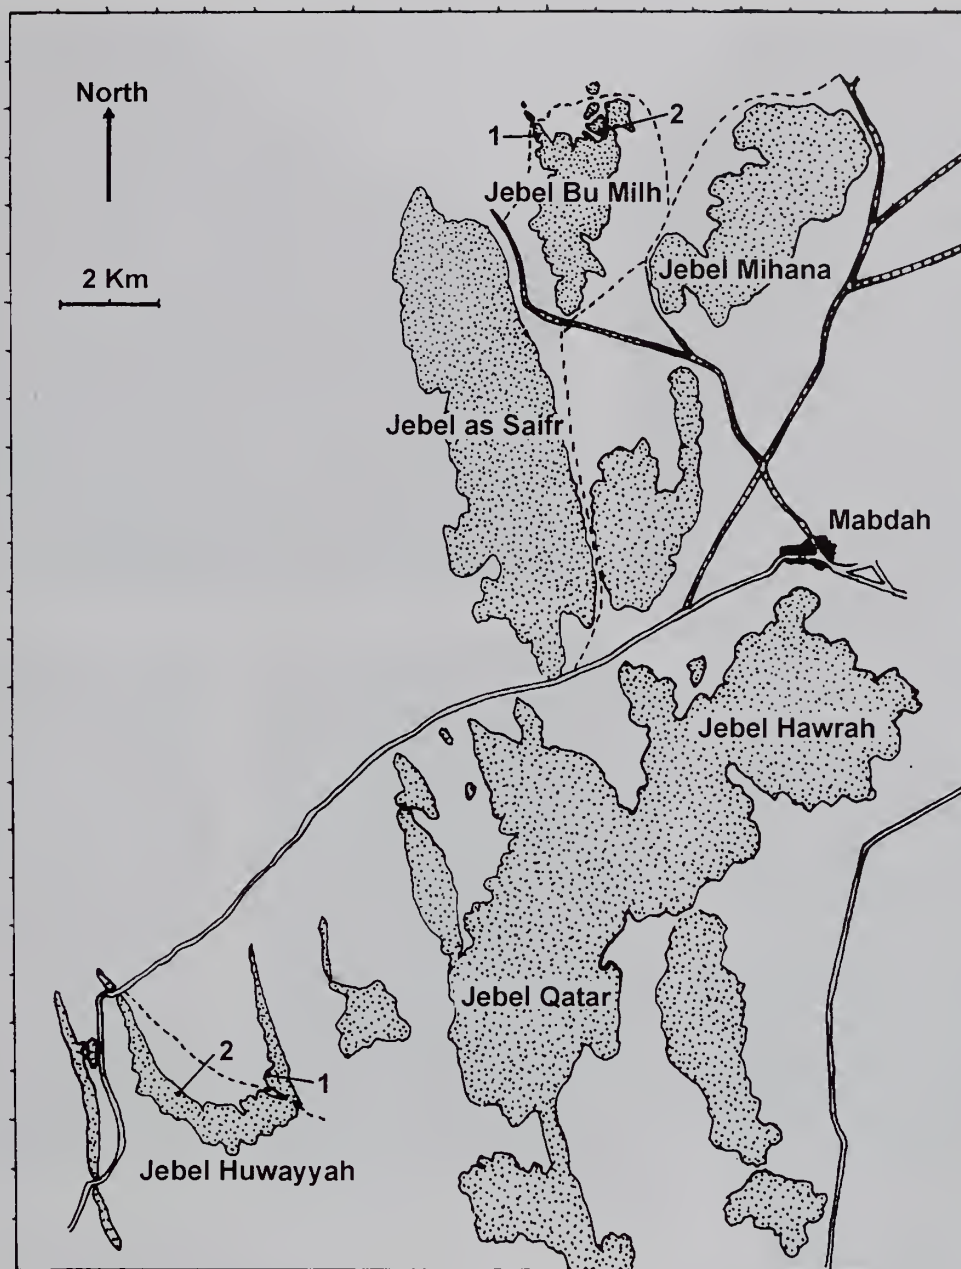 North
1
2
Jebel Bu Milh
2 Km
Jebel Mihana
Jebel as Saifr
Mabdah
Jebel Hawrah
Jebel Qatar
2
1
Jebel Huwayyah